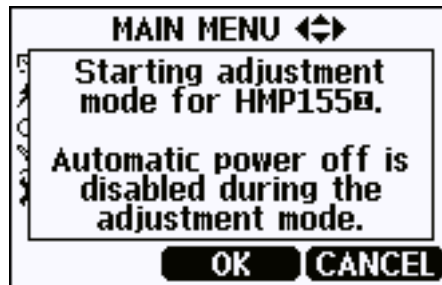 MAIN MENU
Starting adjustment
mode for HMP155.
Automatic power off is
disabled during the
adjustment mode.
OK CANCEL